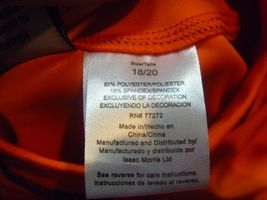 Size/Talla
18/20
82% POLYESTER/POLIESTER
18% SPANDEX/SPANDEX
EXCLUSIVE OF DECORATION
EXCLUYENDO LA DECORACION
RN# 77272
Made in/Hecho en
China/China
Manufactured and Distributed by/
Manufacturado y distribuido por
Isaac Morris Ltd
See reverse for care instructions.
Instrucciones de lavado al reverso.